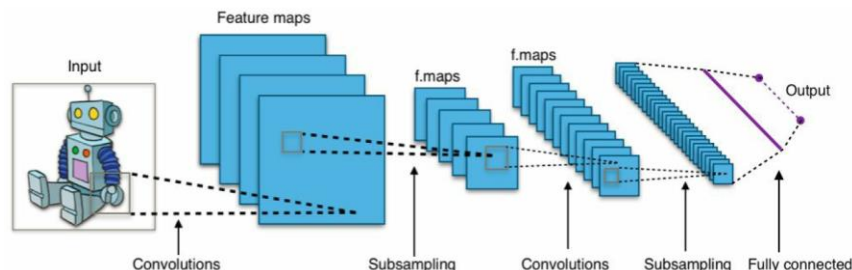 Feature maps
Input
f.maps
f.maps
Output
Convolutions
Subsampling
Convolutions
Subsampling
Fully connected